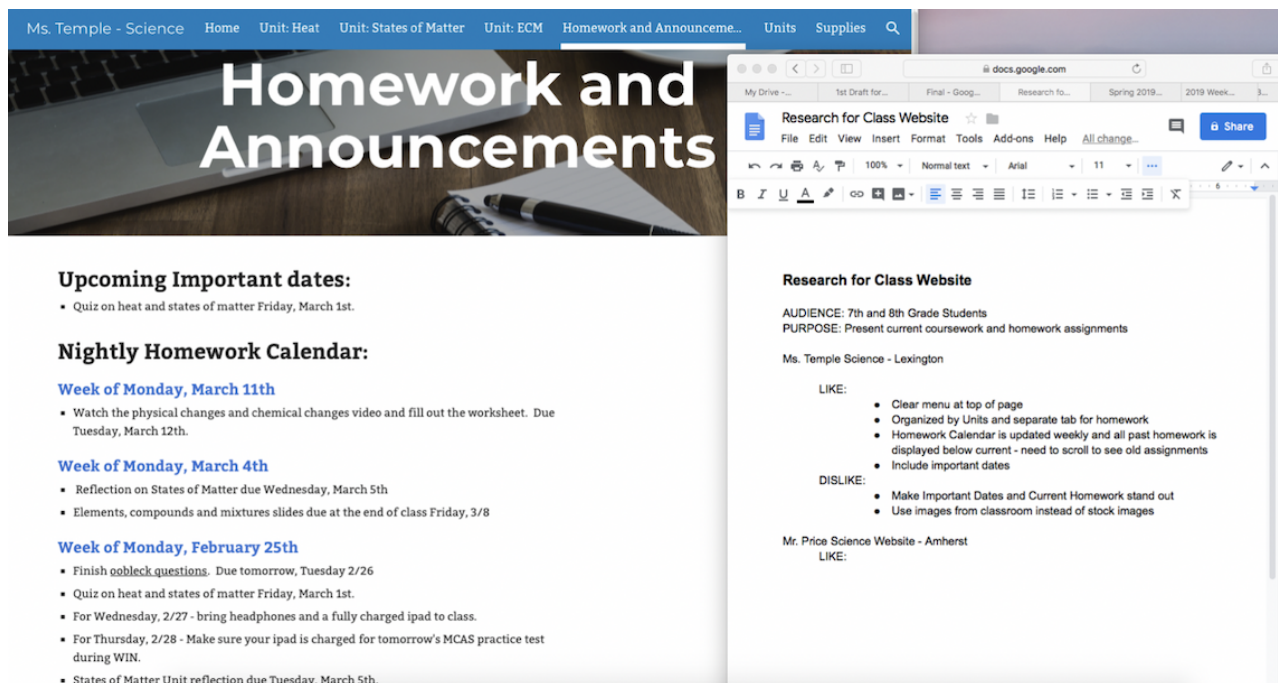 Ms. Temple - Science
Home
Unit: Heat
Unit: States of Matter
Unit: ECM
Homework and Announceme...
Units
Supplies
Homework and
Announcements
Upcoming Important dates:
Quiz on heat and states of matter Friday, March 1st.
Nightly Homework Calendar:
Week of Monday, March 11th
Watch the physical changes and chemical changes video and fill out the worksheet. Due
Tuesday, March 12th.
Week of Monday, March 4th
Reflection on States of Matter due Wednesday, March 5th
Elements, compounds and mixtures slides due at the end of class Friday, 3/8
Week of Monday, February 25th
Finish oobleck questions. Due tomorrow, Tuesday 2/26
Quiz on heat and states of matter Friday, March 1st.
For Wednesday, 2/27 - bring headphones and a fully charged ipad to class.
For Thursday, 2/28 - Make sure your ipad is charged for tomorrow's MCAS practice test
during WIN.
States of Matter Unit reflection due Tuesday, March 5th.
docs.google.com
My Drive -...
1st Draft for...
Final - Goog...
Research fo...
Spring 2019...
2019 Week...
Research for Class Website
File Edit View Insert Format Tools Add-ons Help All change...
Share
100% Normal text Arial 11
B I U A
6
Research for Class Website
AUDIENCE: 7th and 8th Grade Students
PURPOSE: Present current coursework and homework assignments
Ms. Temple Science - Lexington
LIKE:
Clear menu at top of page
Organized by Units and separate tab for homework
Homework Calendar is updated weekly and all past homework is
displayed below current - need to scroll to see old assignments
Include important dates
DISLIKE:
Make Important Dates and Current Homework stand out
Use images from classroom instead of stock images
Mr. Price Science Website - Amherst
LIKE: